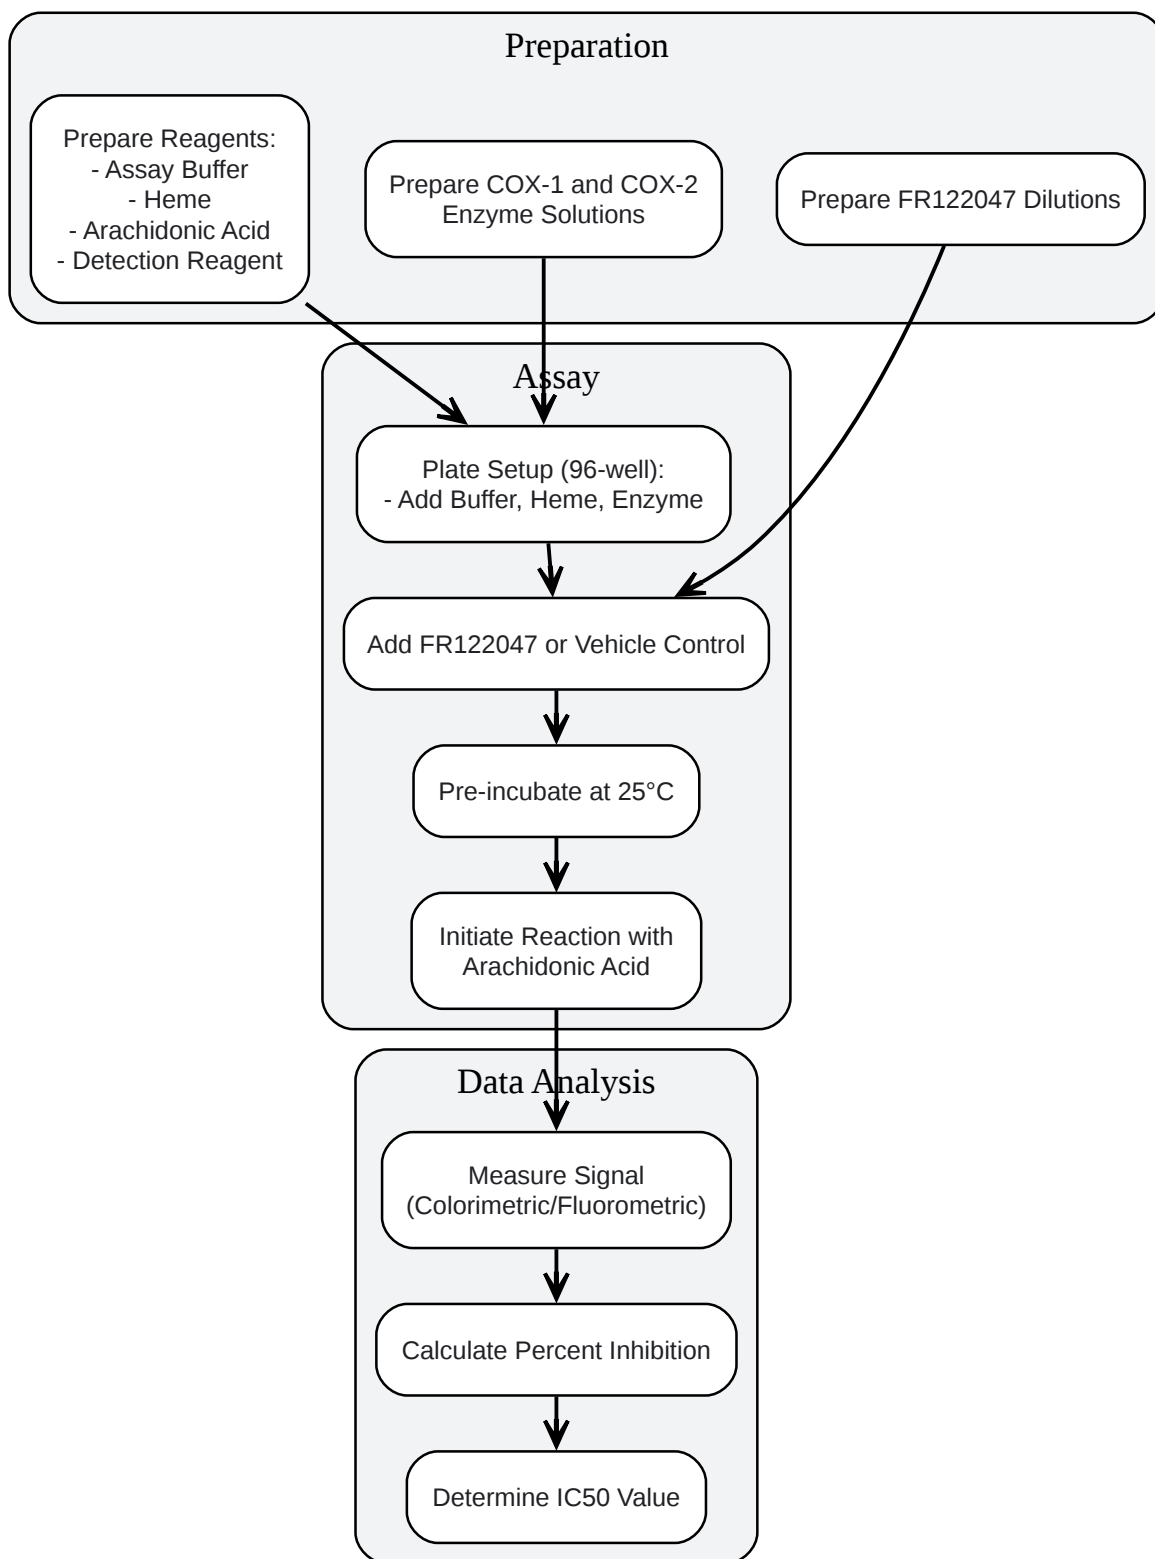 Preparation
Prepare Reagents:
- Assay Buffer
- Heme
- Arachidonic Acid
- Detection Reagent
Prepare COX-1 and COX-2
Enzyme Solutions
Prepare FR122047 Dilutions
Assay
Plate Setup (96-well):
- Add Buffer, Heme, Enzyme
Add FR122047 or Vehicle Control
Pre-incubate at 25°C
Initiate Reaction with
Arachidonic Acid
Data Analysis
Measure Signal
(Colorimetric/Fluorometric)
Calculate Percent Inhibition
Determine IC50 Value